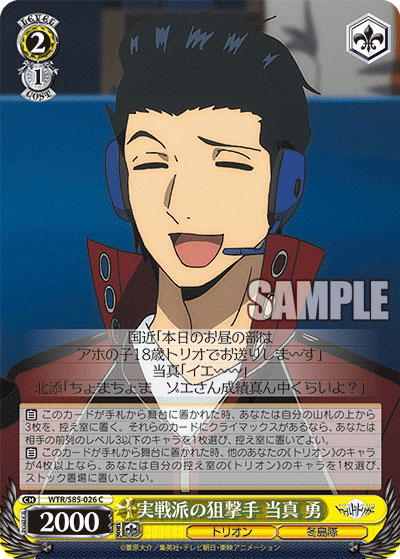 LEVEL
2
1
COST
SAMPLE
国近「本日のお昼の部は
アホの子18歳トリオでお送りしま〜す」
当真「イエ〜〜」
北添「ちょまちょま　ゾエさん成績真ん中くらいよ?」
自 このカードが手札から舞台に置かれた時、あなたは自分の山札の上から
3枚を、控え室に置く。それらのカードにクライマックスがあるなら、あなたは
相手の前列のレベル3以上のキャラを1枚選び、控え室に置いてよい。
自 このカードが手札から舞台に置かれた時、他のあなたの《トリオン》のキャラ
が4枚以上なら、あなたは自分の控え室の《トリオン》のキャラを1枚選び、
ストック置場に置いてよい。
CH
WTR/S85-026 C
2000
SOUL
実戦派の狙撃手 当真 勇
トリオン
冬島隊
©葦原大介/集英社・テレビ朝日・東映アニメーション